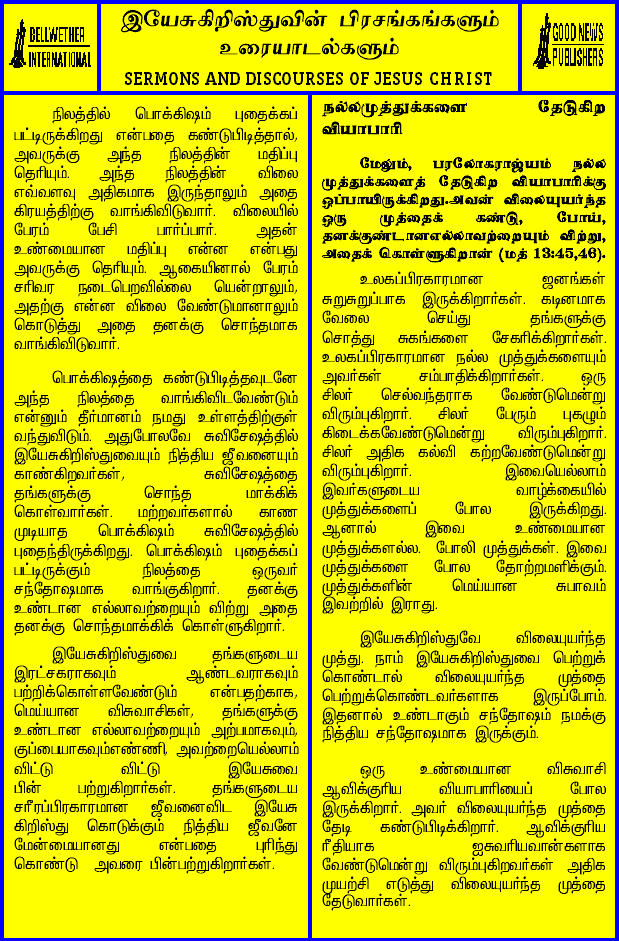 BELLWETHER
INTERNATIONAL
இயேசுகிறிஸ்துவின் பிரசங்கங்களும்
உரையாடல்களும்
SERMONS AND DISCOURSES OF JESUS CHRIST
GOOD NEWS
PUBLISHERS
நிலத்தில் பொக்கிஷம் புதைக்கப்
பட்டிருக்கிறது என்பதை கண்டுபிடித்தால்,
அவருக்கு அந்த நிலத்தின் மதிப்பு
தெரியும். அந்த நிலத்தின் விலை
எவ்வளவு அதிகமாக இருந்தாலும் அதை
கிரயத்திற்கு வாங்கிவிடுவார். விலையில்
பேரம் பேசி பார்ப்பார். அதன்
உண்மையான மதிப்பு என்ன என்பது
அவருக்கு தெரியும். ஆகையினால் பேரம்
சரிவர நடைபெறவில்லை யென்றாலும்,
அதற்கு என்ன விலை வேண்டுமானாலும்
கொடுத்து அதை தனக்கு சொந்தமாக
வாங்கிவிடுவார்.
பொக்கிஷத்தை கண்டுபிடித்தவுடனே
அந்த நிலத்தை வாங்கிவிடவேண்டும்
என்னும் தீர்மானம் நமது உள்ளத்திற்குள்
வந்துவிடும். அதுபோலவே சுவிசேஷத்தில்
இயேசுகிறிஸ்துவையும் நித்திய ஜீவனையும்
காண்கிறவர்கள், சுவிசேஷத்தை
தங்களுக்கு சொந்த மாக்கிக்
கொள்வார்கள். மற்றவர்களால் காண
முடியாத பொக்கிஷம் சுவிசேஷத்தில்
புதைந்திருக்கிறது. பொக்கிஷம் புதைக்கப்
பட்டிருக்கும் நிலத்தை ஒருவர்
சந்தோஷமாக வாங்குகிறார். தனக்கு
உண்டான எல்லாவற்றையும் விற்று அதை
தனக்கு சொந்தமாக்கிக் கொள்ளுகிறார்.
இயேசுகிறிஸ்துவை தங்களுடைய
இரட்சகராகவும் ஆண்டவராகவும்
பற்றிக்கொள்ளவேண்டும் என்பதற்காக,
மெய்யான விசுவாசிகள், தங்களுக்கு
உண்டான எல்லாவற்றையும் அற்பமாகவும்,
குப்பையாகவும்எண்ணி, அவற்றையெல்லாம்
விட்டு விட்டு இயேசுவை
பின் பற்றுகிறார்கள். தங்களுடைய
சரீரப்பிரகாரமான ஜீவனைவிட இயேசு
கிறிஸ்து கொடுக்கும் நித்திய ஜீவனே
மேன்மையானது என்பதை புரிந்து
கொண்டு அவரை பின்பற்றுகிறார்கள்.
நல்லமுத்துக்களை தேடுகிற
வியாபாரி
மேலும், பரலோகராஜ்யம் நல்ல
முத்துக்களைத் தேடுகிற வியாபாரிக்கு
ஒப்பாயிருக்கிறது.அவன் விலையுயர்ந்த
ஒரு முத்தைக் கண்டு, போய்,
தனக்குண்டானஎல்லாவற்றையும் விற்று,
அதைக் கொள்ளுகிறான் (மத் 13:45,46).
உலகப்பிரகாரமான ஜனங்கள்
சுறுசுறுப்பாக இருக்கிறார்கள். கடினமாக
வேலை செய்து தங்களுக்கு
சொத்து சுகங்களை சேகரிக்கிறார்கள்.
உலகப்பிரகாரமான நல்ல முத்துக்களையும்
அவர்கள் சம்பாதிக்கிறார்கள். ஒரு
சிலர் செல்வந்தராக வேண்டுமென்று
விரும்புகிறார். சிலர் பேரும் புகழும்
கிடைக்கவேண்டுமென்று விரும்புகிறார்.
சிலர் அதிக கல்வி கற்றவேண்டுமென்று
விரும்புகிறார். இவையெல்லாம்
இவர்களுடைய வாழ்க்கையில்
முத்துக்களைப் போல இருக்கிறது.
ஆனால் இவை உண்மையான
முத்துக்களல்ல. போலி முத்துக்கள். இவை
முத்துக்களை போல தோற்றமளிக்கும்.
முத்துக்களின் மெய்யான சுபாவம்
இவற்றில் இராது.
இயேசுகிறிஸ்துவே விலையுயர்ந்த
முத்து. நாம் இயேசுகிறிஸ்துவை பெற்றுக்
கொண்டால் விலையுயர்ந்த முத்தை
பெற்றுக்கொண்டவர்களாக இருப்போம்.
இதனால் உண்டாகும் சந்தோஷம் நமக்கு
நித்திய சந்தோஷமாக இருக்கும்.
ஒரு உண்மையான விசுவாசி
ஆவிக்குரிய வியாபாரியைப் போல
இருக்கிறார். அவர் விலையுயர்ந்த முத்தை
தேடி கண்டுபிடிக்கிறார். ஆவிக்குரிய
ரீதியாக ஐசுவரியவான்களாக
வேண்டுமென்று விரும்புகிறவர்கள் அதிக
முயற்சி எடுத்து விலையுயர்ந்த முத்தை
தேடுவார்கள்.